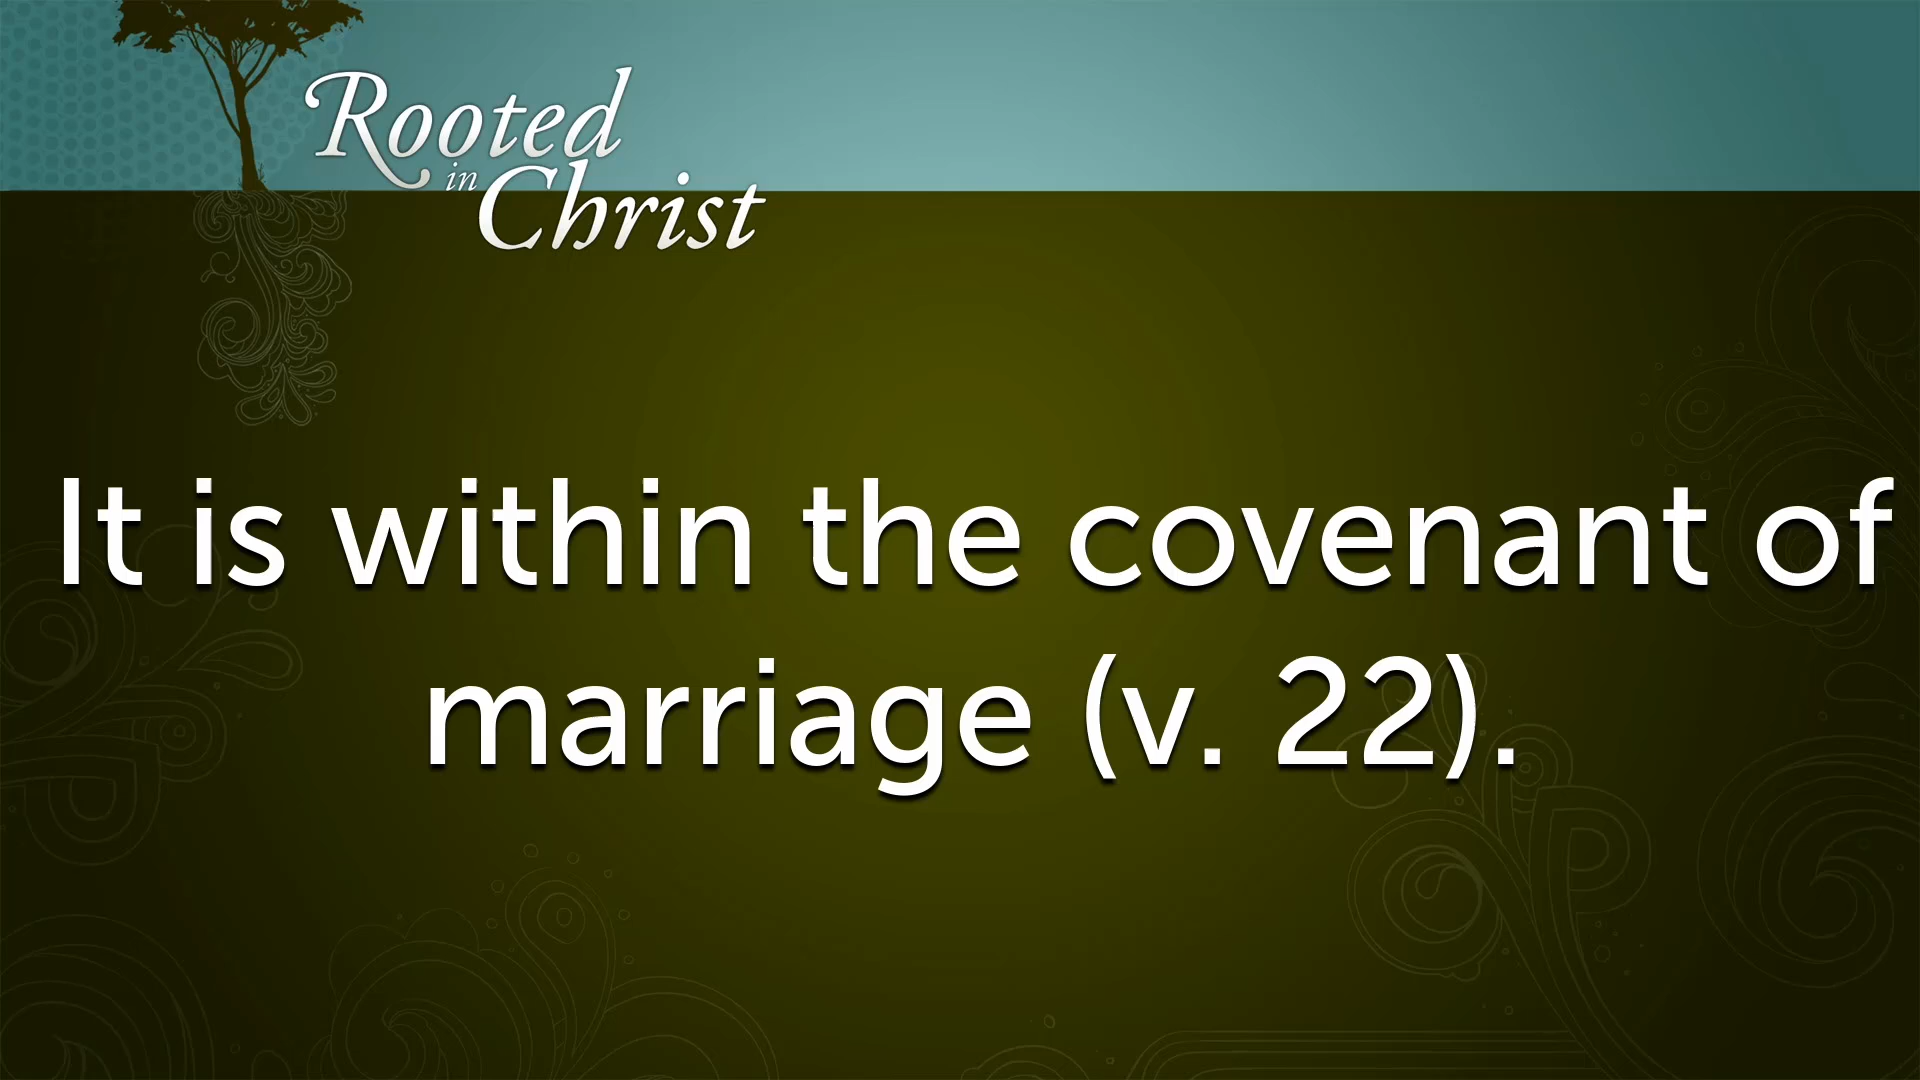 Rooted
in
Christ
It is within the covenant of
marriage (v. 22).